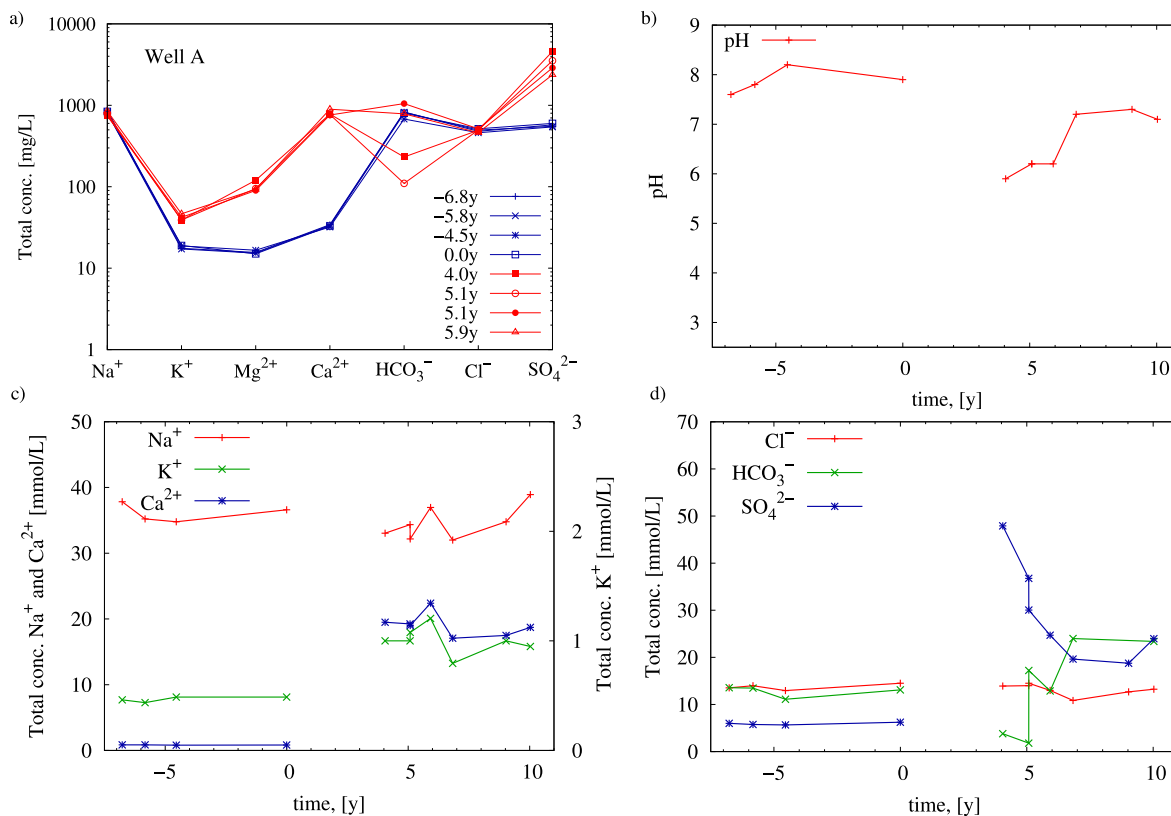 a)
Well A
Total conc. [mg/L]
10000
1000
100
10
1
Na⁺ K⁺ Mg²⁺ Ca²⁺ HCO₃⁻ Cl⁻ SO₄²⁻
−6.8y
−5.8y
−4.5y
0.0y
4.0y
5.1y
5.1y
5.9y
b)
pH
pH
9
8
7
6
5
4
3
−5 0 5 10
time, [y]
c)
Na⁺
K⁺
Ca²⁺
Total conc. Na⁺ and Ca²⁺ [mmol/L]
50
40
30
20
10
0
Total conc. K⁺ [mmol/L]
3
2
1
0
−5 0 5 10
time, [y]
d)
Cl⁻
HCO₃⁻
SO₄²⁻
Total conc. [mmol/L]
70
60
50
40
30
20
10
0
−5 0 5 10
time, [y]